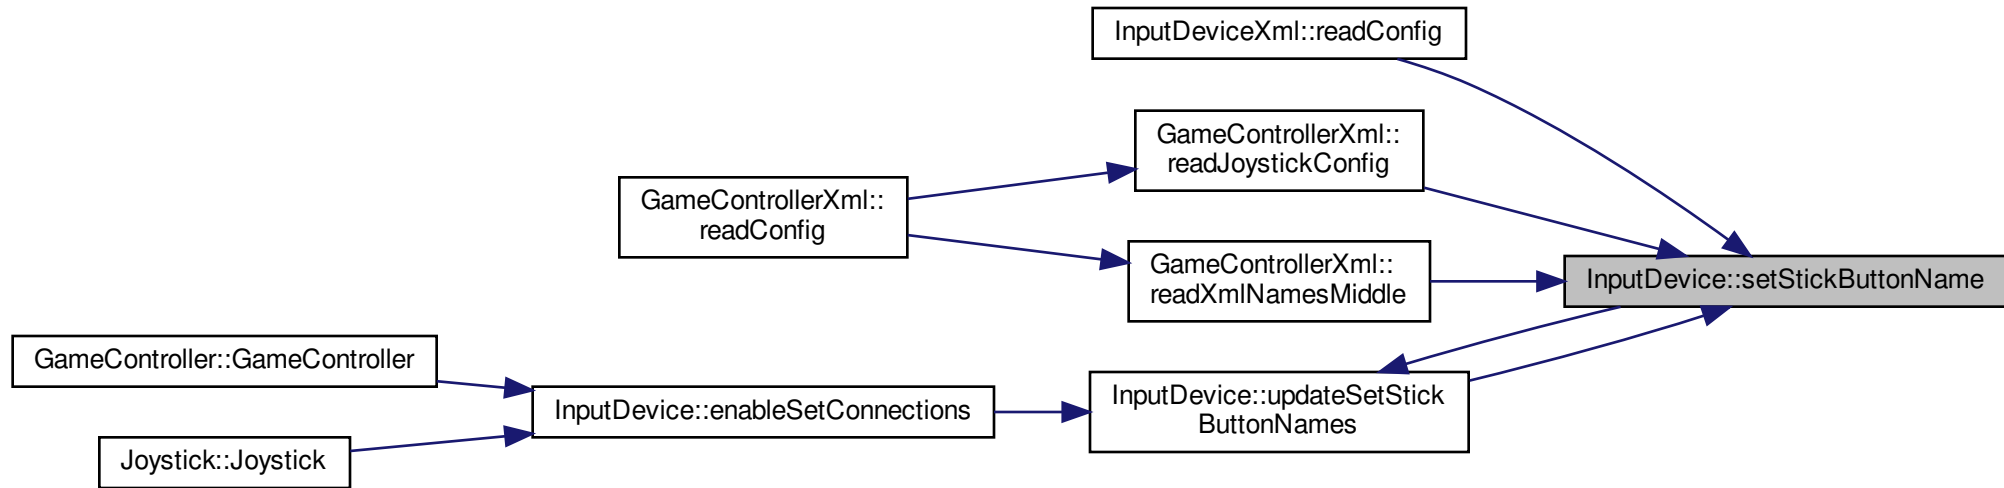 InputDeviceXml::readConfig
GameControllerXml::
readJoystickConfig
GameControllerXml::
readConfig
GameControllerXml::
readXmlNamesMiddle
InputDevice::setStickButtonName
GameController::GameController
InputDevice::enableSetConnections
InputDevice::updateSetStick
ButtonNames
Joystick::Joystick